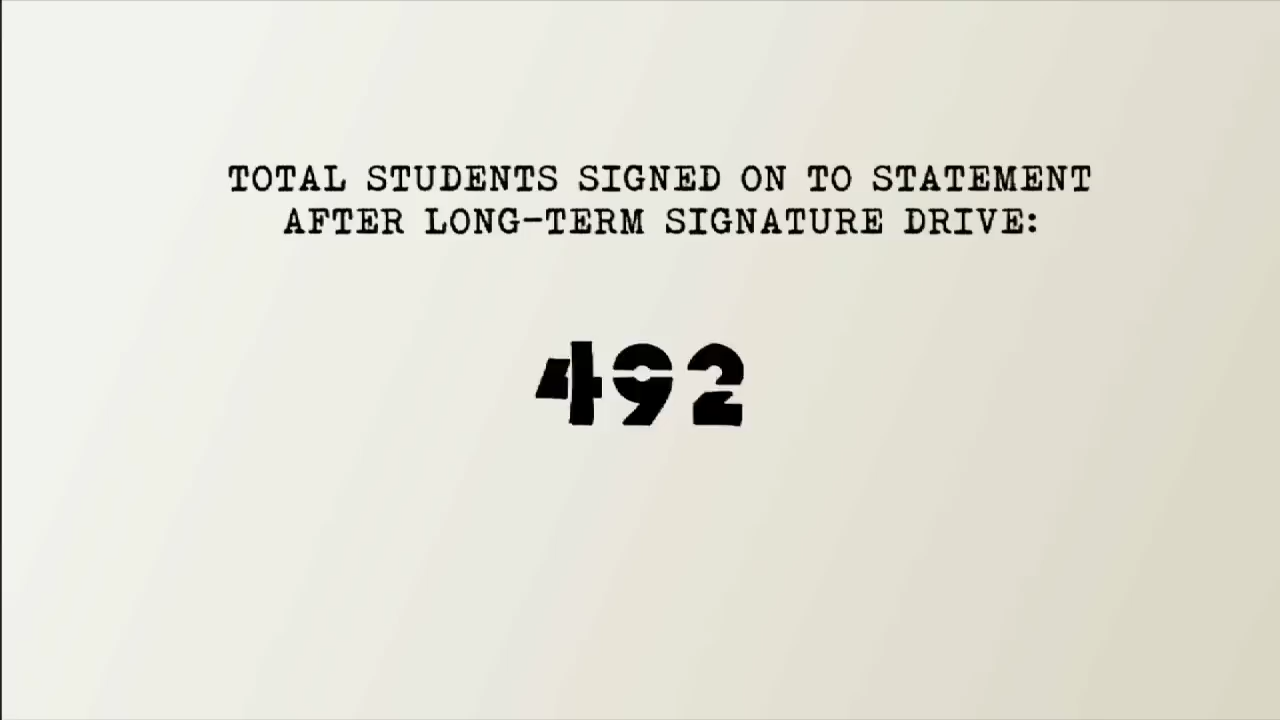 TOTAL STUDENTS SIGNED ON TO STATEMENT
AFTER LONG-TERM SIGNATURE DRIVE:
492